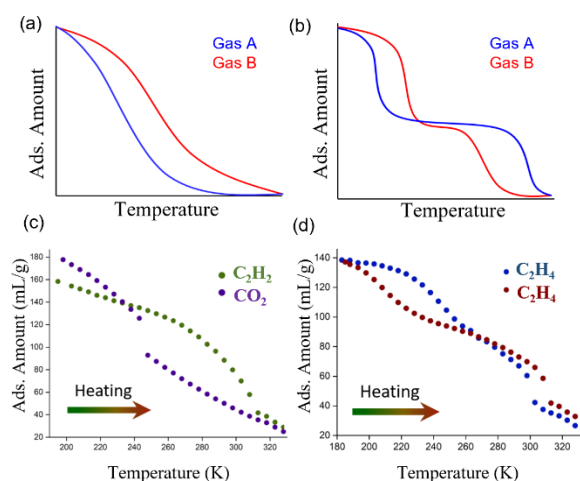 (a)
Gas A
Gas B
Ads. Amount
Temperature
(b)
Gas A
Gas B
Ads. Amount
Temperature
(c)
C₂H₂
CO₂
Heating
Ads. Amount (mL/g)
180
160
140
120
100
80
60
40
20
200 220 240 260 280 300 320
Temperature (K)
(d)
C₂H₄
C₂H₄
Heating
Ads. Amount (mL/g)
140
120
100
80
60
40
20
180 200 220 240 260 280 300 320
Temperature (K)